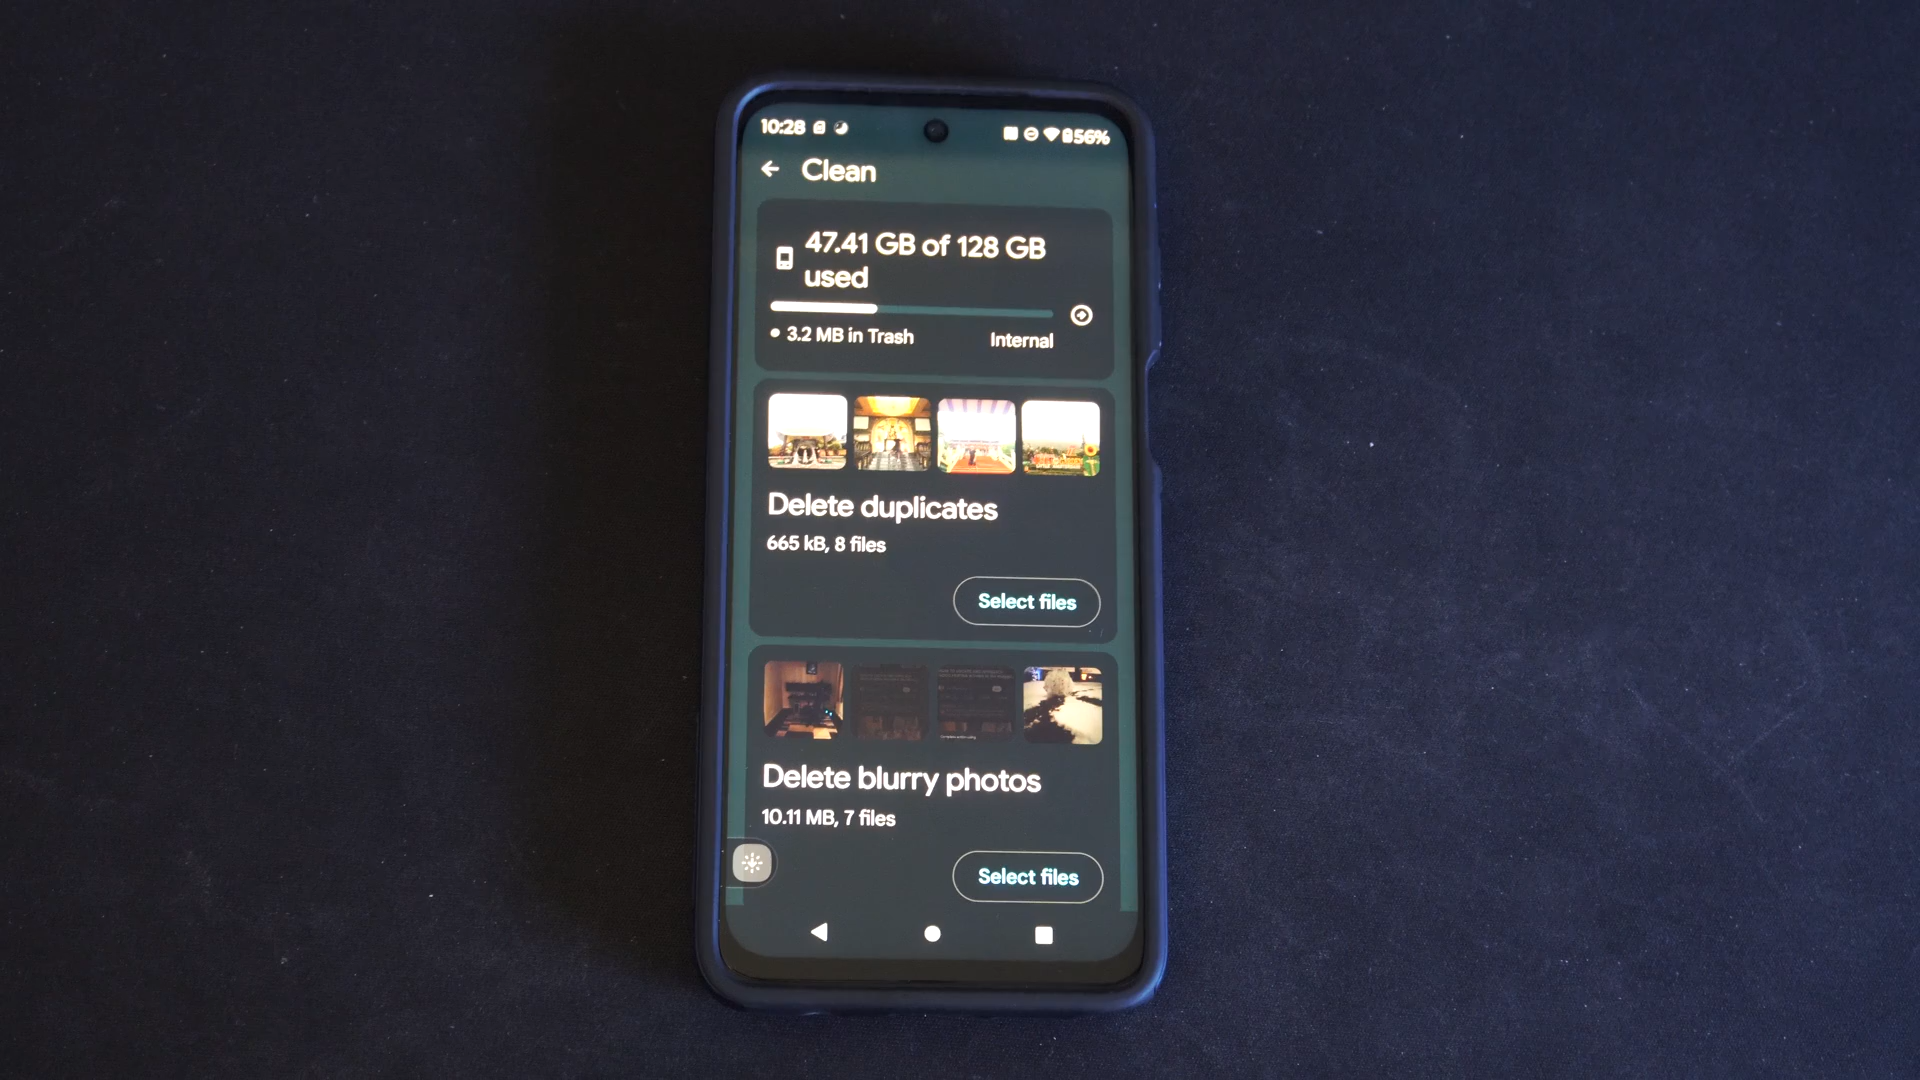 10:28
56%
Clean
47.41 GB of 128 GB
used
3.2 MB in Trash
Internal
Delete duplicates
665 kB, 8 files
Select files
Delete blurry photos
10.11 MB, 7 files
Select files